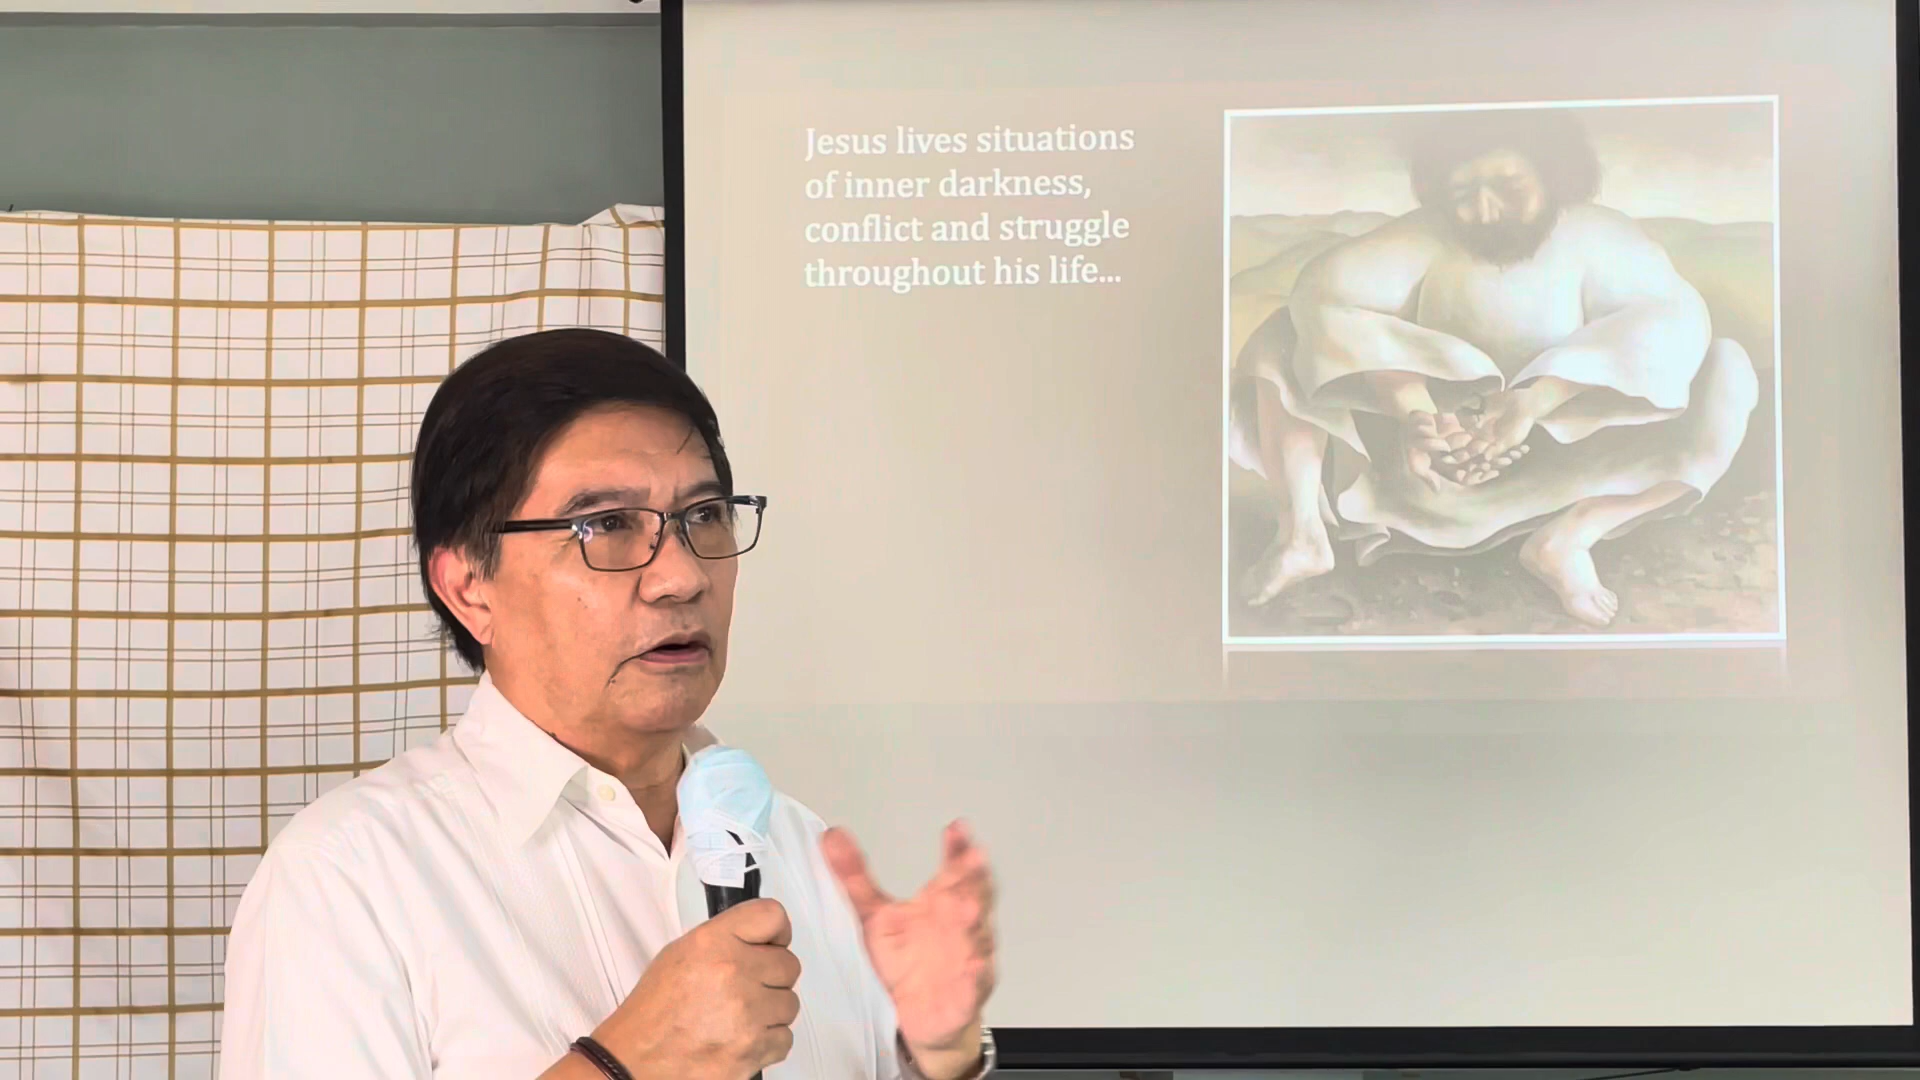 Jesus lives situations
of inner darkness,
conflict and struggle
throughout his life...